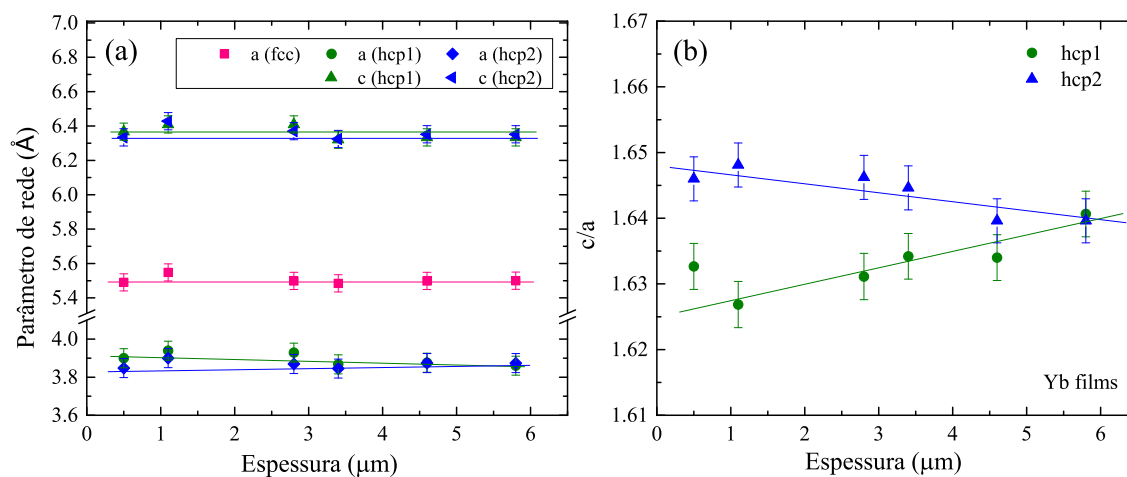 (a)
a (fcc) a (hcp1) a (hcp2)
c (hcp1) c (hcp2)
7.0
6.8
6.6
6.4
6.2
6.0
5.8
5.6
5.4
4.0
3.8
3.6
Parâmetro de rede (Å)
0 1 2 3 4 5 6
Espessura (μm)
(b)
hcp1
hcp2
1.67
1.66
1.65
1.64
1.63
1.62
1.61
c/a
Yb films
0 1 2 3 4 5 6
Espessura (μm)